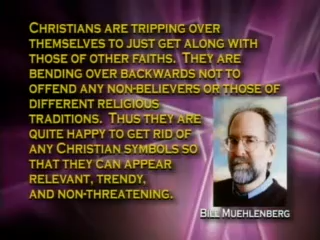 Christians are tripping over
themselves to just get along with
those of other faiths. They are
bending over backwards not to
offend any non-believers or those of
different religious
traditions. Thus they are
quite happy to get rid of
any Christian symbols so
that they can appear
relevant, trendy,
and non-threatening.
Bill Muehlenberg